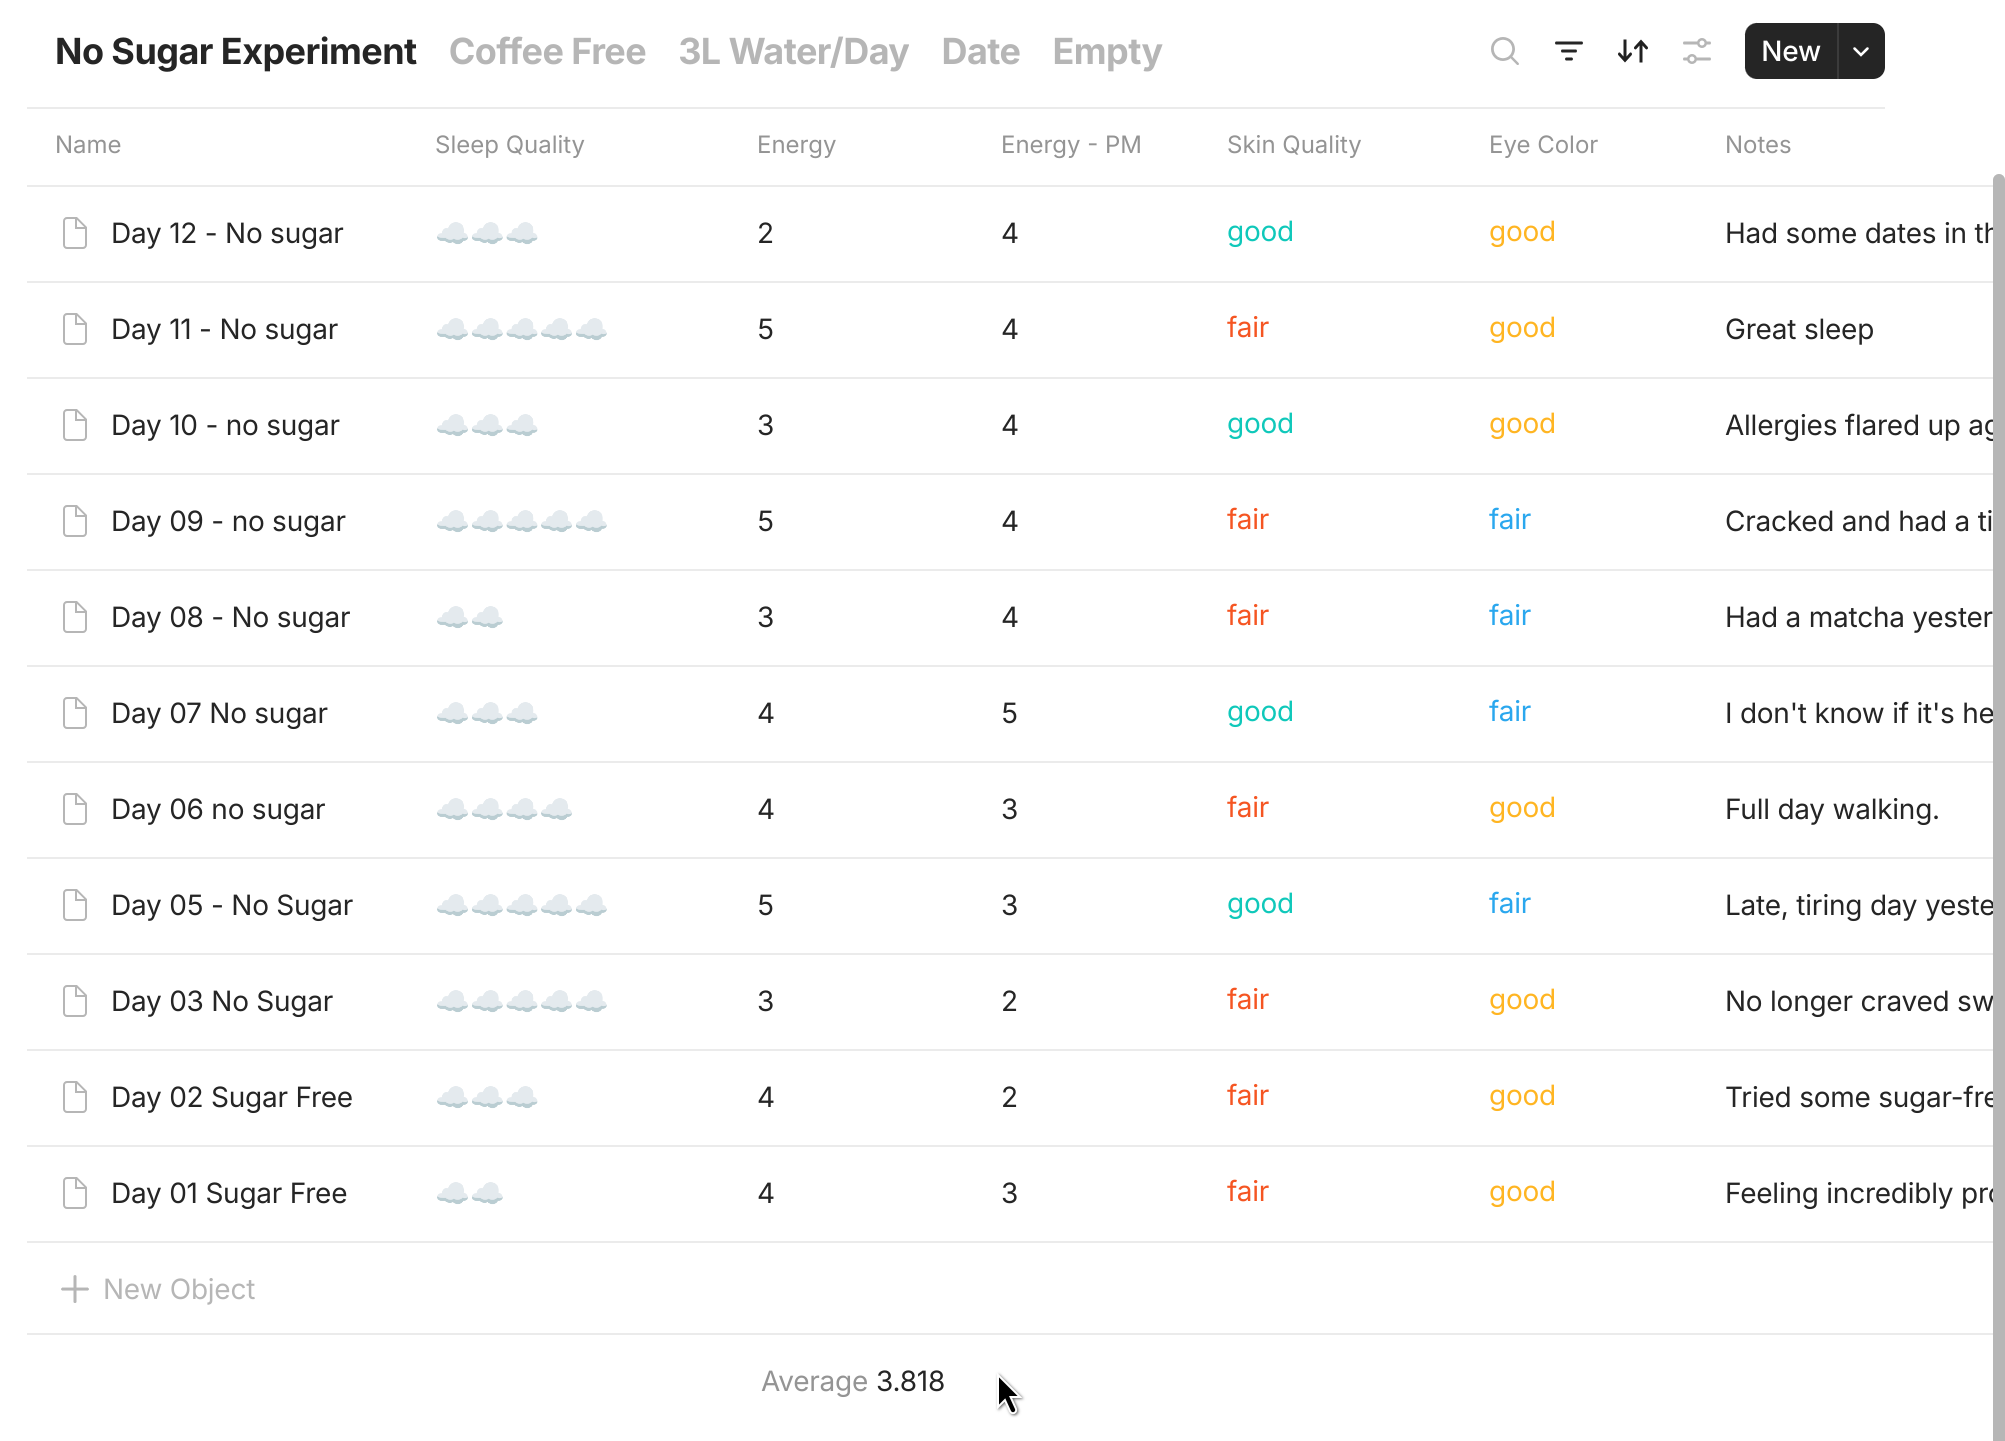 No Sugar Experiment Coffee Free 3L Water/Day Date Empty New
Name Sleep Quality Energy Energy - PM Skin Quality Eye Color Notes
Day 12 - No sugar ☁️☁️☁️ 2 4 good good Had some dates in th
Day 11 - No sugar ☁️☁️☁️☁️☁️ 5 4 fair good Great sleep
Day 10 - no sugar ☁️☁️☁️ 3 4 good good Allergies flared up ag
Day 09 - no sugar ☁️☁️☁️☁️☁️ 5 4 fair fair Cracked and had a ti
Day 08 - No sugar ☁️☁️ 3 4 fair fair Had a matcha yester
Day 07 No sugar ☁️☁️☁️ 4 5 good fair I don't know if it's he
Day 06 no sugar ☁️☁️☁️☁️ 4 3 fair good Full day walking.
Day 05 - No Sugar ☁️☁️☁️☁️☁️ 5 3 good fair Late, tiring day yeste
Day 03 No Sugar ☁️☁️☁️☁️☁️ 3 2 fair good No longer craved sw
Day 02 Sugar Free ☁️☁️☁️ 4 2 fair good Tried some sugar-fre
Day 01 Sugar Free ☁️☁️ 4 3 fair good Feeling incredibly pro
New Object
Average 3.818